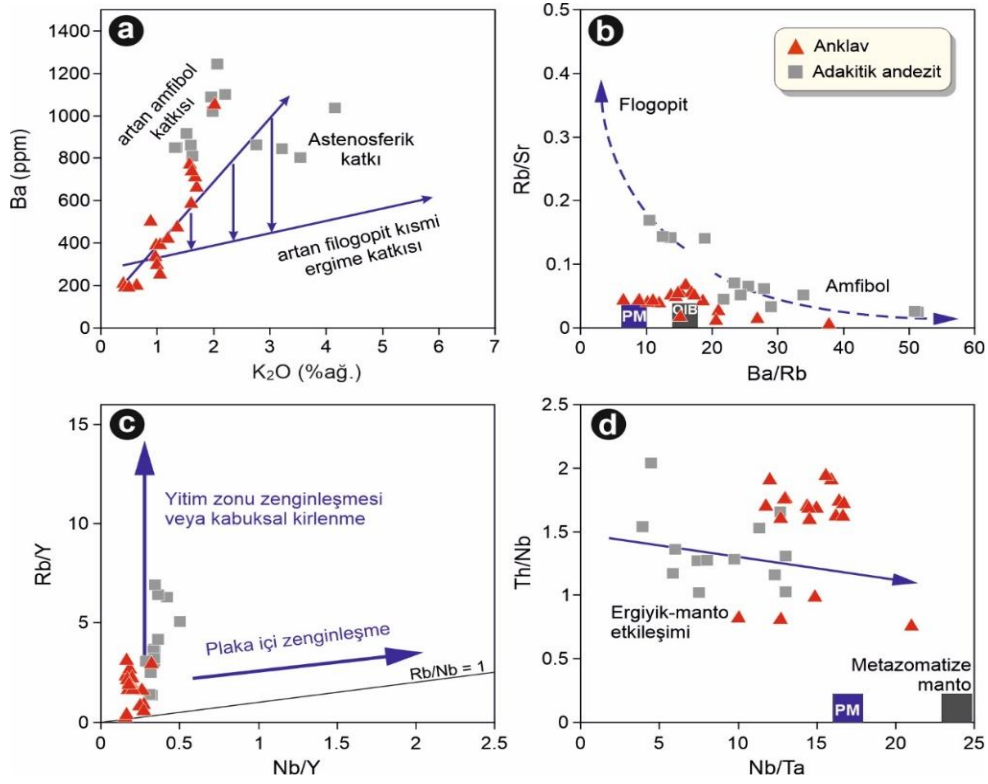 a
Ba (ppm)
1400
1200
1000
800
600
400
200
0
artan amfibol
katkısı
Astenosferik
katkı
artan filogopit kısmi
ergime katkısı
0 1 2 3 4 5 6 7
K₂O (%ağ.)
b
Anklav
Adakitik andezit
Rb/Sr
0.5
0.4
0.3
0.2
0.1
0
Flogopit
Amfibol
PM
OIB
0 10 20 30 40 50 60
Ba/Rb
c
Rb/Y
15
10
5
0
Yitim zonu zenginleşmesi
veya kabuksal kirlenme
Plaka içi zenginleşme
Rb/Nb = 1
0 0.5 1 1.5 2 2.5
Nb/Y
d
Th/Nb
2.5
2
1.5
1
0.5
0
Ergiyik-manto
etkileşimi
Metazomatize
manto
PM
0 5 10 15 20 25
Nb/Ta